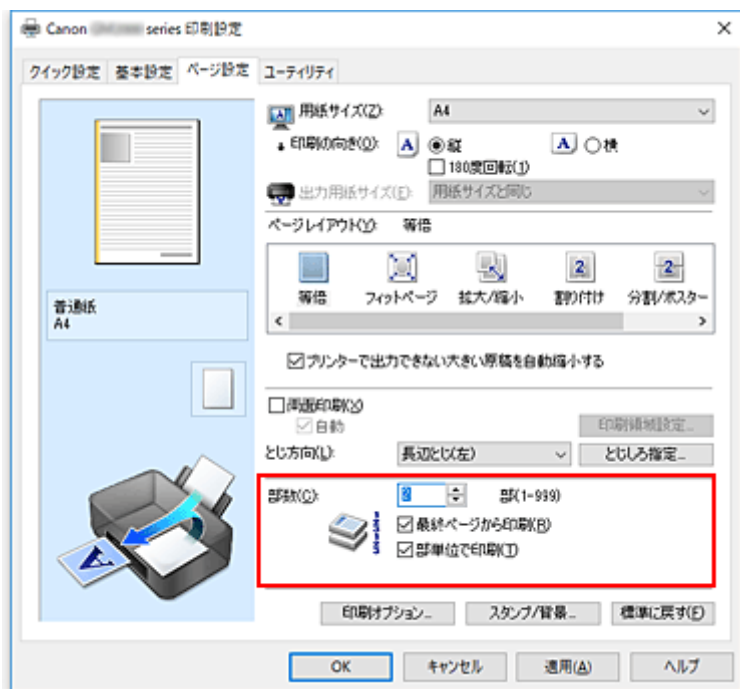 Canon series 印刷設定
クイック設定 基本設定 ページ設定 ユーティリティ
用紙サイズ(Z): A4
印刷の向き(O): A 縦 A 横
180度回転(1)
出力用紙サイズ(E): 用紙サイズと同じ
ページレイアウト(Y): 等倍
等倍 フィットページ 拡大/縮小 割り付け 分割/ポスター
普通紙
A4
プリンターで出力できない大きい原稿を自動縮小する
両面印刷(X)
自動
印刷領域設定...
とじ方向(L): 長辺とじ(左) とじしろ指定...
部数(C): 2 部(1-999)
最終ページから印刷(R)
部単位で印刷(T)
印刷オプション... スタンプ/背景... 標準に戻す(F)
OK キャンセル 適用(A) ヘルプ